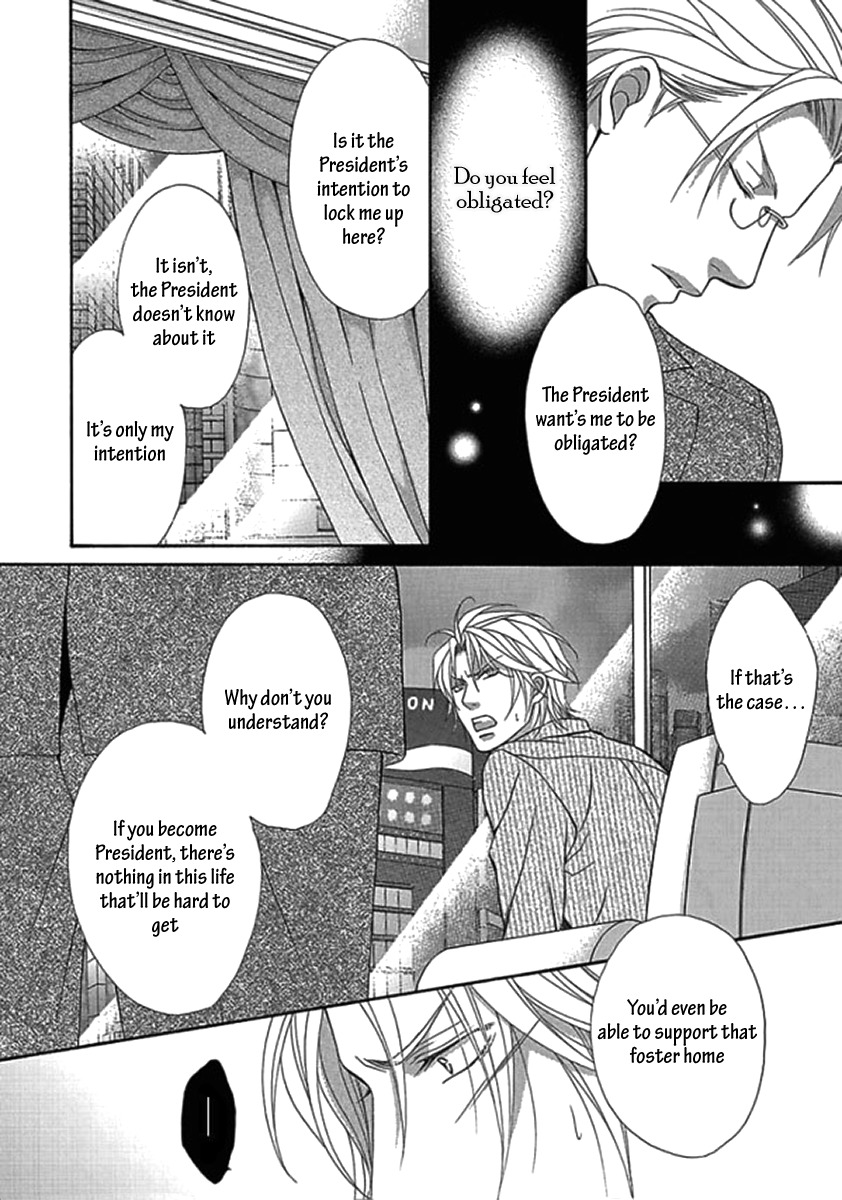 Do you feel
obligated?
The President
want's me to be
obligated?
Is it the
President's
intention to
lock me up
here?
It isn't,
the President
doesn't know
about it
It's only my
intention
If that's
the case...
ON
Why don't you
understand?
If you become
President, there's
nothing in this life
that'll be hard to
get
You'd even be
able to support that
foster home